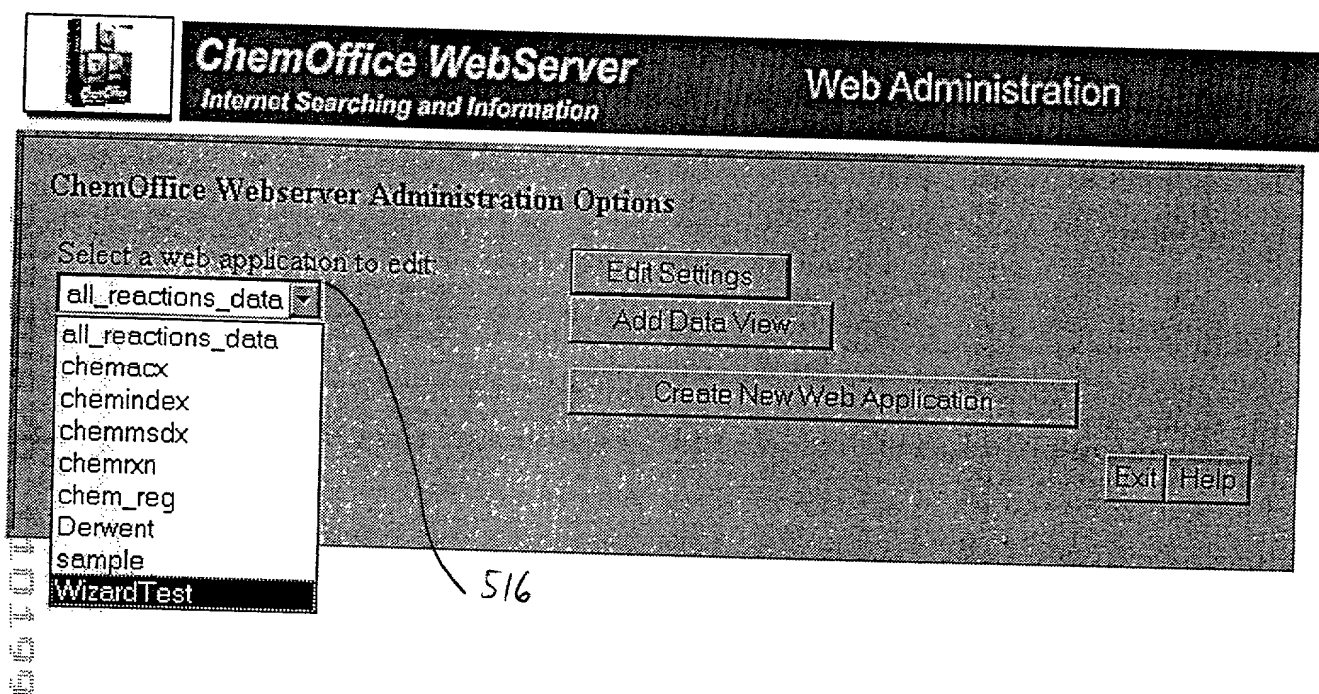 ChemOffice WebServer
Internet Searching and Information
Web Administration
ChemOffice Webserver Administration Options
Select a web application to edit:
all_reactions_data
all_reactions_data
chemacx
chemindex
chemmsdx
chemrxn
chem_reg
Derwent
sample
WizardTest
Edit Settings
Add Data View
Create New Web Application
Exit Help
516